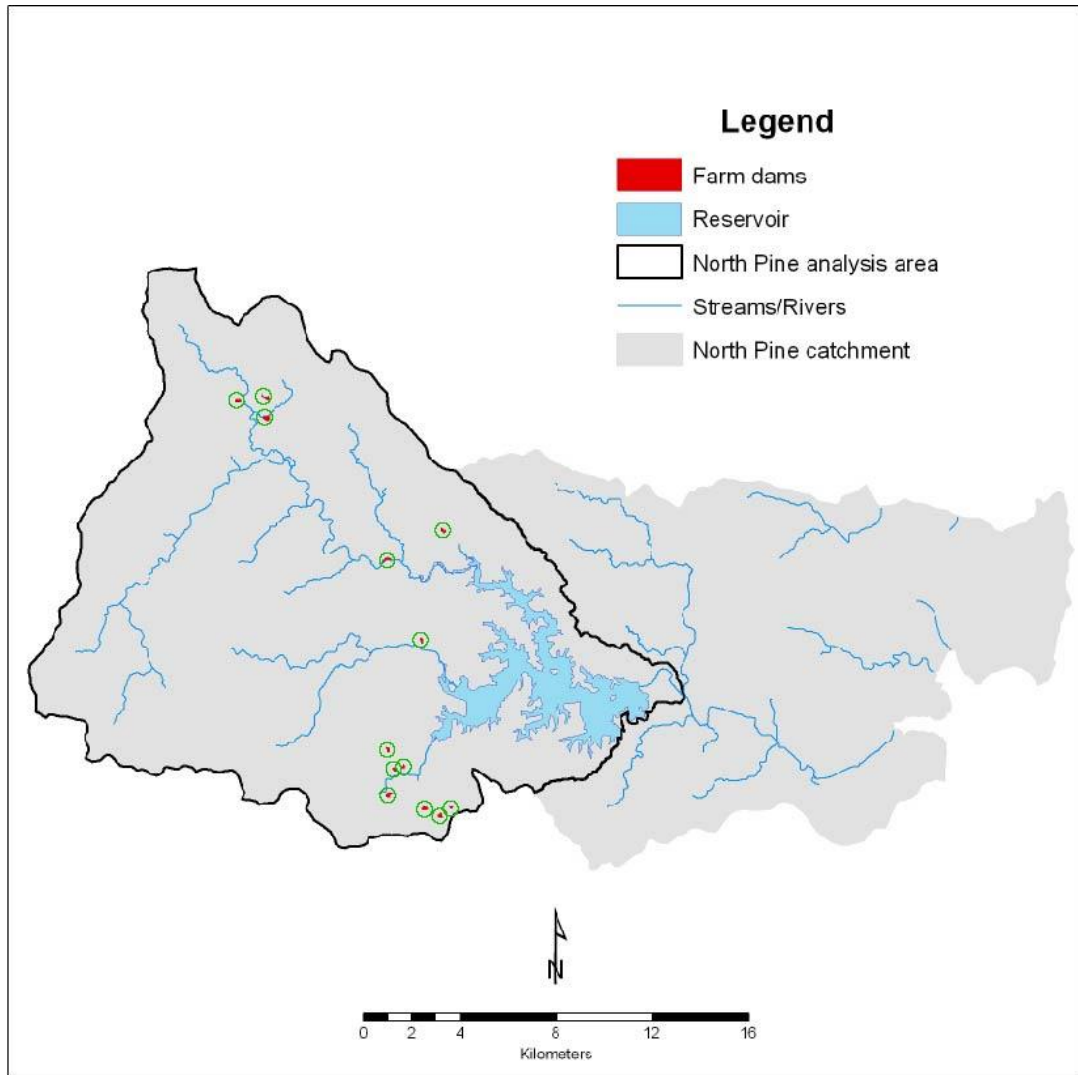 Legend
Farm dams
Reservoir
North Pine analysis area
Streams/Rivers
North Pine catchment
N
0 2 4 8 12 16
Kilometers